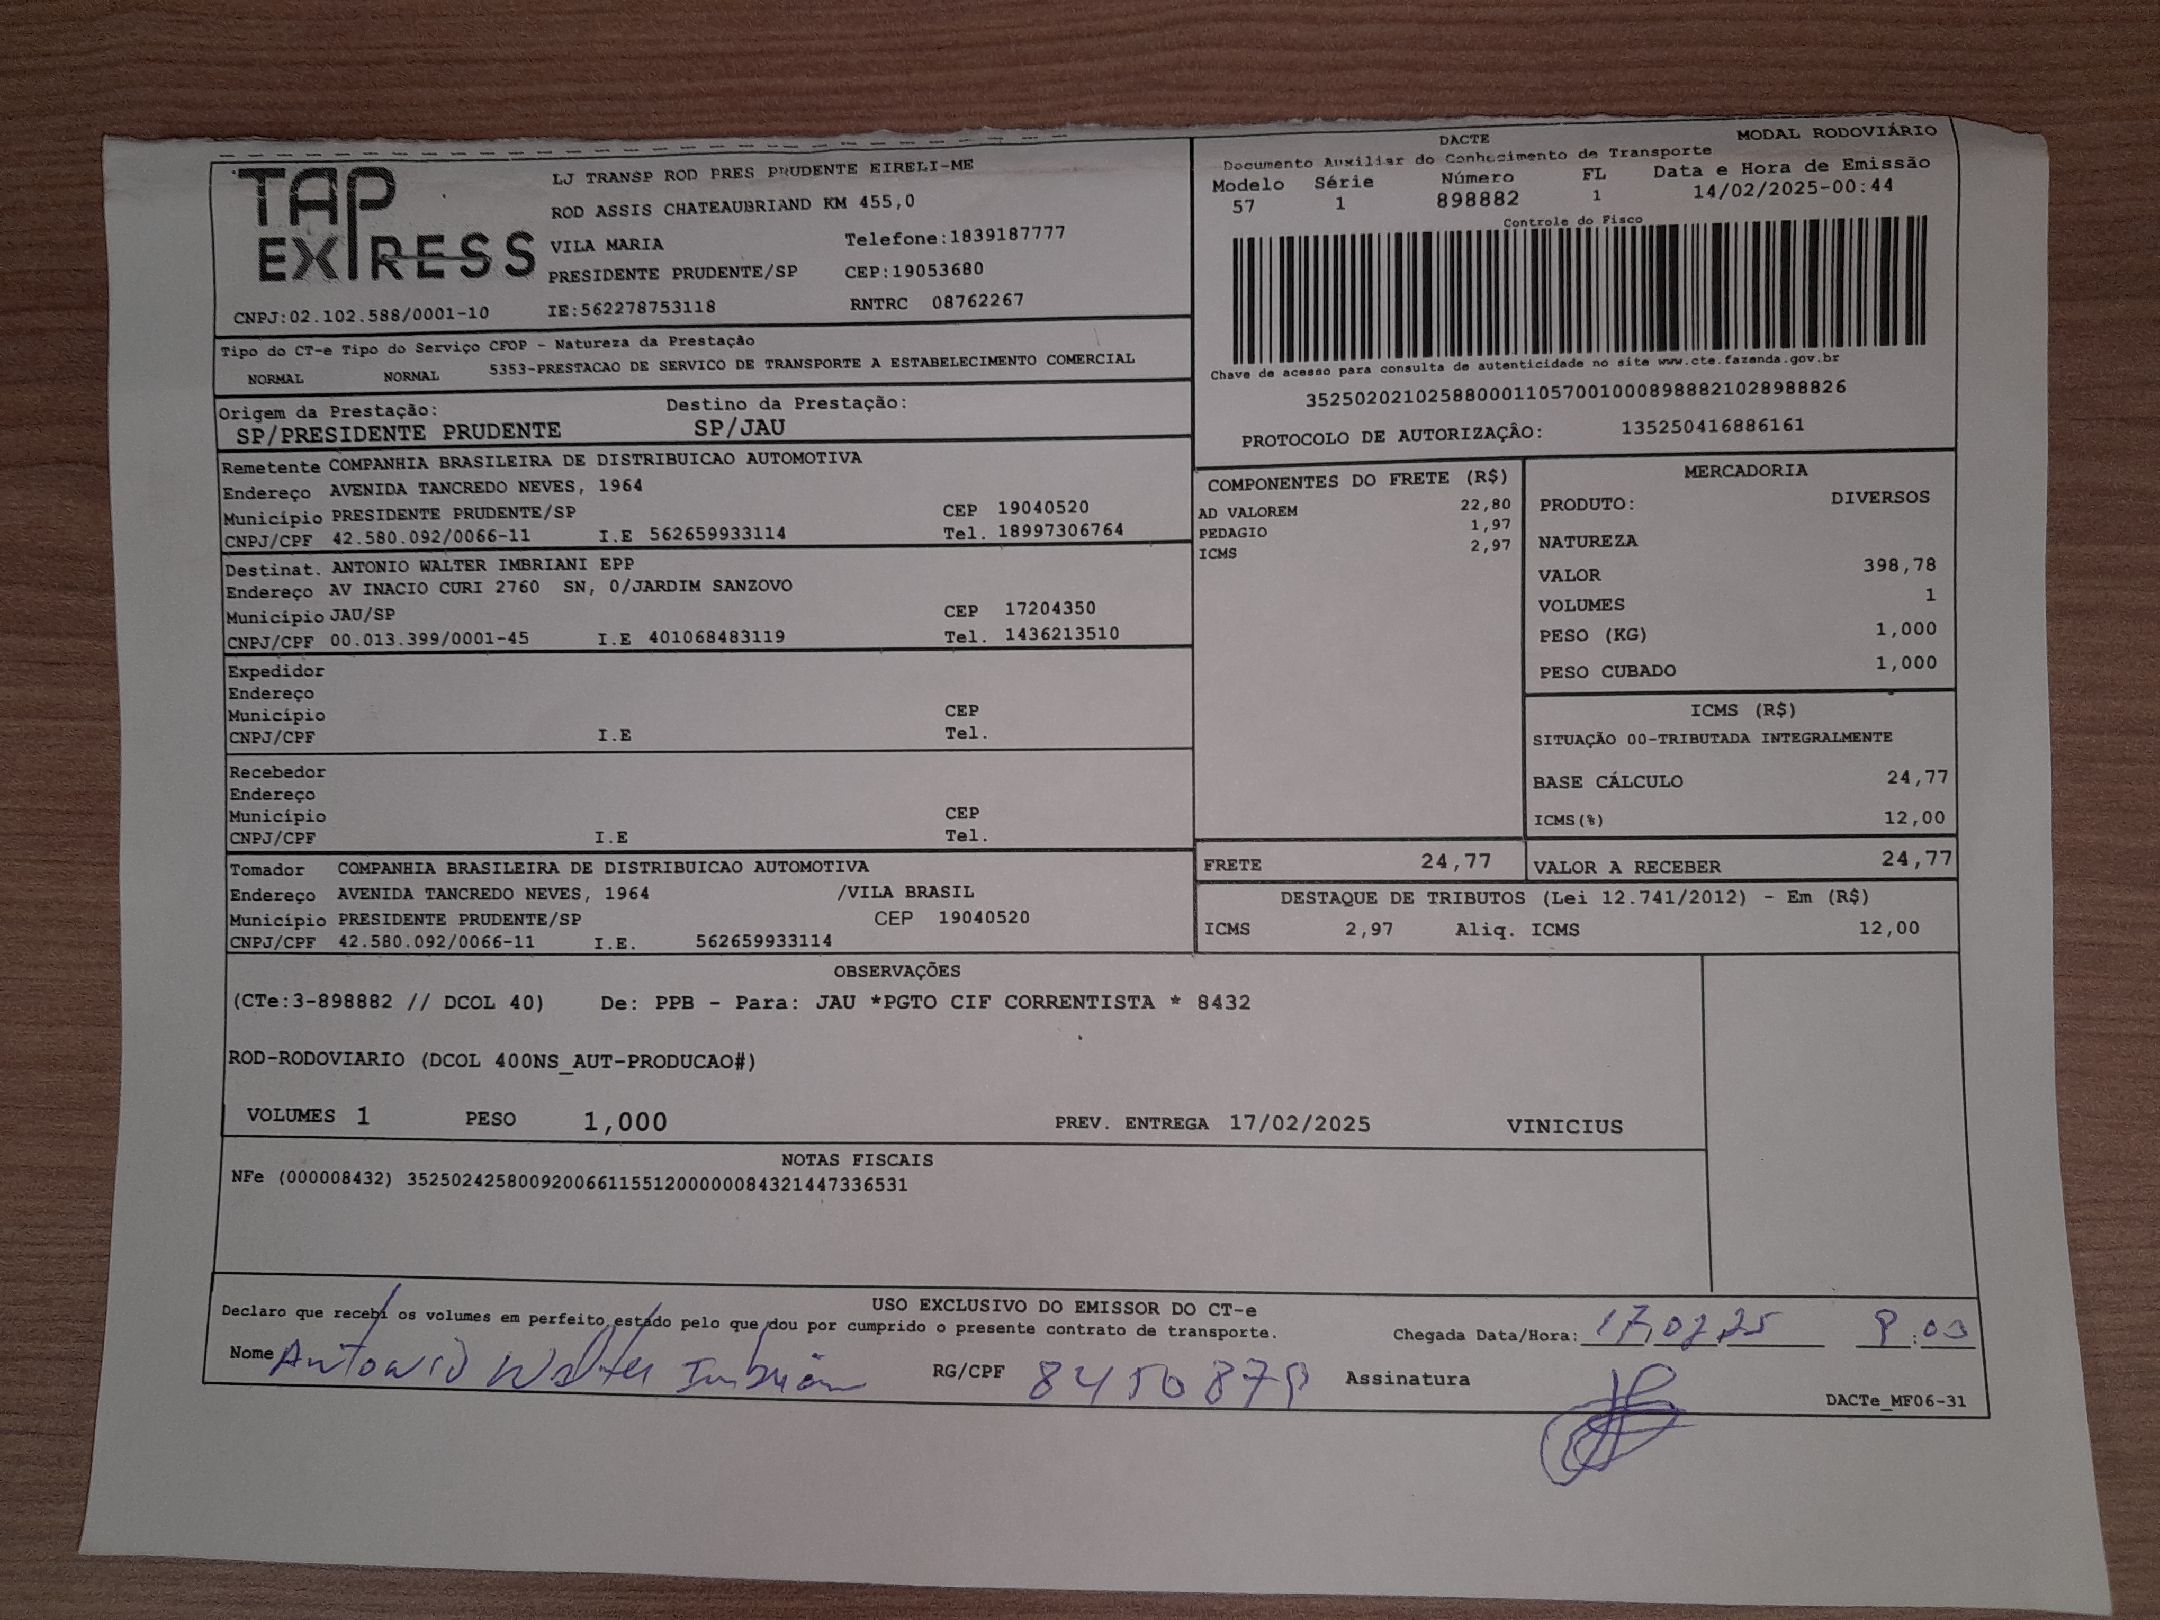 TAP EXPRESS
LJ TRANSP ROD PRES PRUDENTE EIRELI-ME
ROD ASSIS CHATEAUBRIAND KM 455,0
VILA MARIA Telefone:1839187777
PRESIDENTE PRUDENTE/SP CEP:19053680
CNPJ:02.102.588/0001-10 IE:562278753118 RNTRC 08762267
DACTE MODAL RODOVIÁRIO
Documento Auxiliar do Conhecimento de Transporte
Modelo Série Número FL Data e Hora de Emissão
57 1 898882 1 14/02/2025-00:44
Controle do Fisco
Chave de acesso para consulta de autenticidade no site www.cte.fazenda.gov.br
35250202102588000110570010008988821028988826
PROTOCOLO DE AUTORIZAÇÃO: 135250416886161
Tipo do CT-e Tipo do Serviço CFOP - Natureza da Prestação
NORMAL NORMAL 5353-PRESTACAO DE SERVICO DE TRANSPORTE A ESTABELECIMENTO COMERCIAL
Origem da Prestação: Destino da Prestação:
SP/PRESIDENTE PRUDENTE SP/JAU
Remetente COMPANHIA BRASILEIRA DE DISTRIBUICAO AUTOMOTIVA
Endereço AVENIDA TANCREDO NEVES, 1964
Município PRESIDENTE PRUDENTE/SP CEP 19040520
CNPJ/CPF 42.580.092/0066-11 I.E 562659933114 Tel. 18997306764
Destinat. ANTONIO WALTER IMBRIANI EPP
Endereço AV INACIO CURI 2760 SN, 0/JARDIM SANZOVO
Município JAU/SP CEP 17204350
CNPJ/CPF 00.013.399/0001-45 I.E 401068483119 Tel. 1436213510
Expedidor
Endereço
Município CEP
CNPJ/CPF I.E Tel.
Recebedor
Endereço
Município CEP
CNPJ/CPF I.E Tel.
Tomador COMPANHIA BRASILEIRA DE DISTRIBUICAO AUTOMOTIVA
Endereço AVENIDA TANCREDO NEVES, 1964 /VILA BRASIL
Município PRESIDENTE PRUDENTE/SP CEP 19040520
CNPJ/CPF 42.580.092/0066-11 I.E. 562659933114
COMPONENTES DO FRETE (R$)
AD VALOREM 22,80
PEDAGIO 1,97
ICMS 2,97
FRETE 24,77
MERCADORIA
PRODUTO: DIVERSOS
NATUREZA
VALOR 398,78
VOLUMES 1
PESO (KG) 1,000
PESO CUBADO 1,000
ICMS (R$)
SITUAÇÃO 00-TRIBUTADA INTEGRALMENTE
BASE CÁLCULO 24,77
ICMS(%) 12,00
VALOR A RECEBER 24,77
DESTAQUE DE TRIBUTOS (Lei 12.741/2012) - Em (R$)
ICMS 2,97 Aliq. ICMS 12,00
OBSERVAÇÕES
(CTe:3-898882 // DCOL 40) De: PPB - Para: JAU *PGTO CIF CORRENTISTA * 8432
ROD-RODOVIARIO (DCOL 400NS_AUT-PRODUCAO#)
VOLUMES 1 PESO 1,000 PREV. ENTREGA 17/02/2025 VINICIUS
NOTAS FISCAIS
NFe (000008432) 35250242580092006611551200000084321447336531
USO EXCLUSIVO DO EMISSOR DO CT-e
Declaro que recebi os volumes em perfeito estado pelo que dou por cumprido o presente contrato de transporte.
Chegada Data/Hora: 17,02,25 9:00
Nome Antonio Walter Imbriani RG/CPF 8450879 Assinatura
DACTe_MF06-31